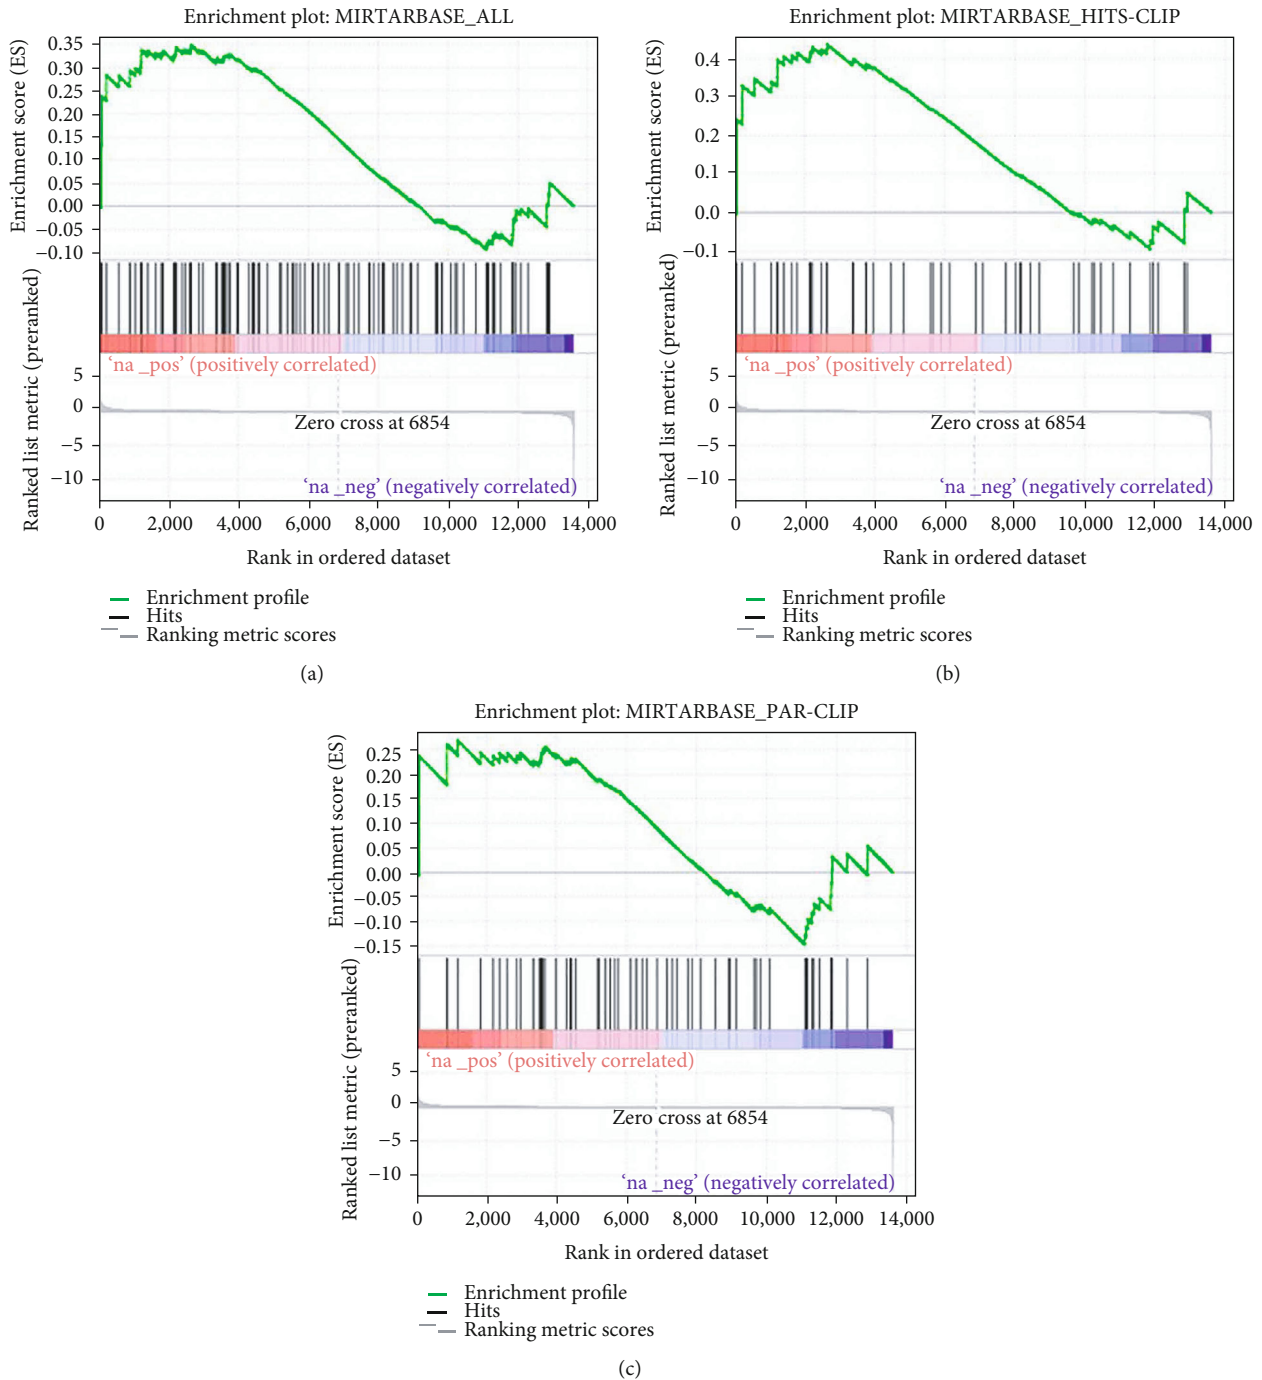 Enrichment plot: MIRTARBASE_ALL
Enrichment score (ES)
0.35
0.30
0.25
0.20
0.15
0.10
0.05
0.00
−0.05
−0.10
Ranked list metric (preranked)
‘na _pos’ (positively correlated)
5
0
−5
−10
Zero cross at 6854
‘na _neg’ (negatively correlated)
0 2,000 4,000 6,000 8,000 10,000 12,000 14,000
Rank in ordered dataset
Enrichment profile
Hits
Ranking metric scores
(a)
Enrichment plot: MIRTARBASE_HITS-CLIP
Enrichment score (ES)
0.4
0.3
0.2
0.1
0.0
−0.1
Ranked list metric (preranked)
‘na _pos’ (positively correlated)
5
0
−5
−10
Zero cross at 6854
‘na _neg’ (negatively correlated)
0 2,000 4,000 6,000 8,000 10,000 12,000 14,000
Rank in ordered dataset
Enrichment profile
Hits
Ranking metric scores
(b)
Enrichment plot: MIRTARBASE_PAR-CLIP
Enrichment score (ES)
0.25
0.20
0.15
0.10
0.05
0.00
−0.05
−0.10
−0.15
Ranked list metric (preranked)
‘na _pos’ (positively correlated)
5
0
−5
−10
Zero cross at 6854
‘na _neg’ (negatively correlated)
0 2,000 4,000 6,000 8,000 10,000 12,000 14,000
Rank in ordered dataset
Enrichment profile
Hits
Ranking metric scores
(c)